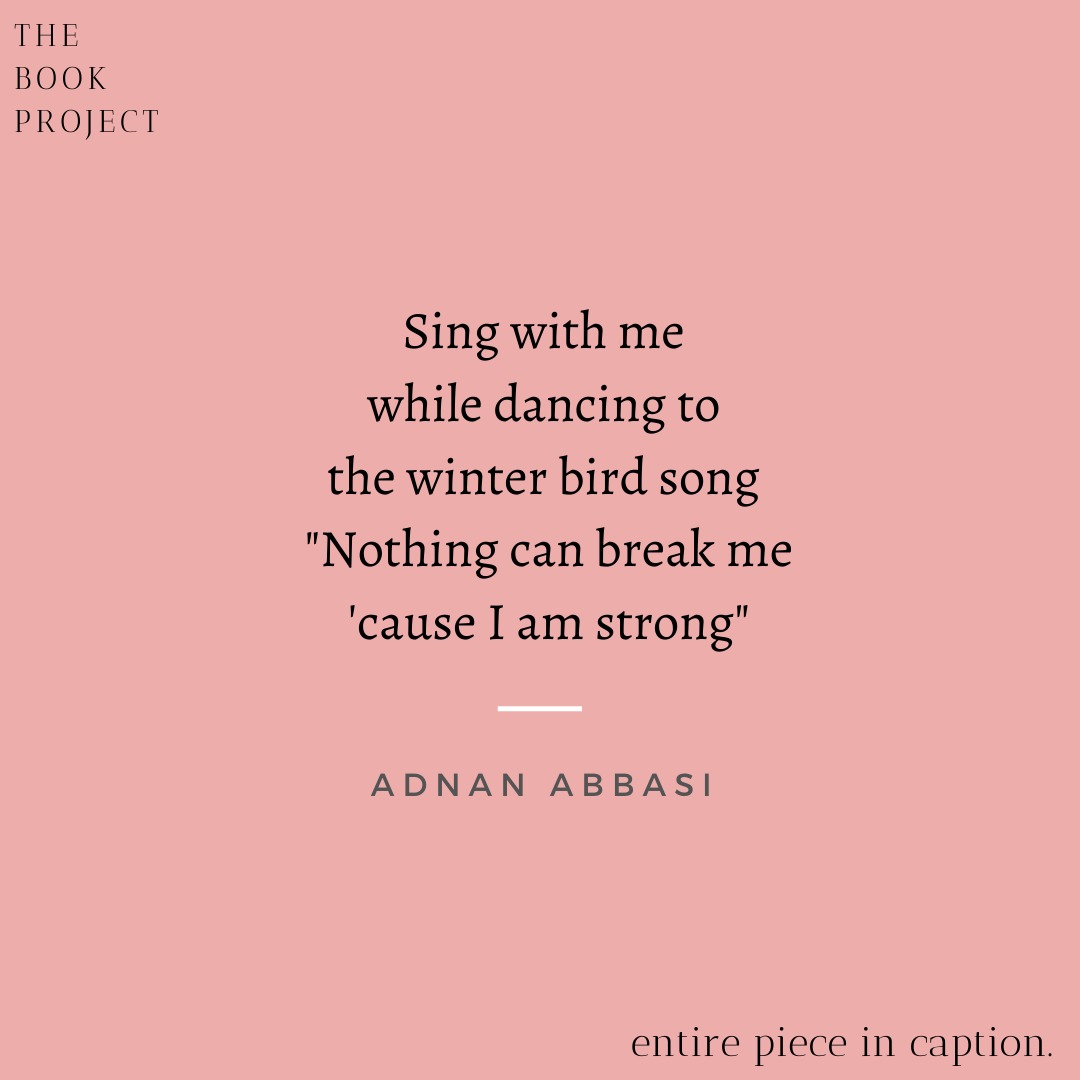 THE
BOOK
PROJECT
Sing with me
while dancing to
the winter bird song
"Nothing can break me
'cause I am strong"
ADNAN ABBASI
entire piece in caption.